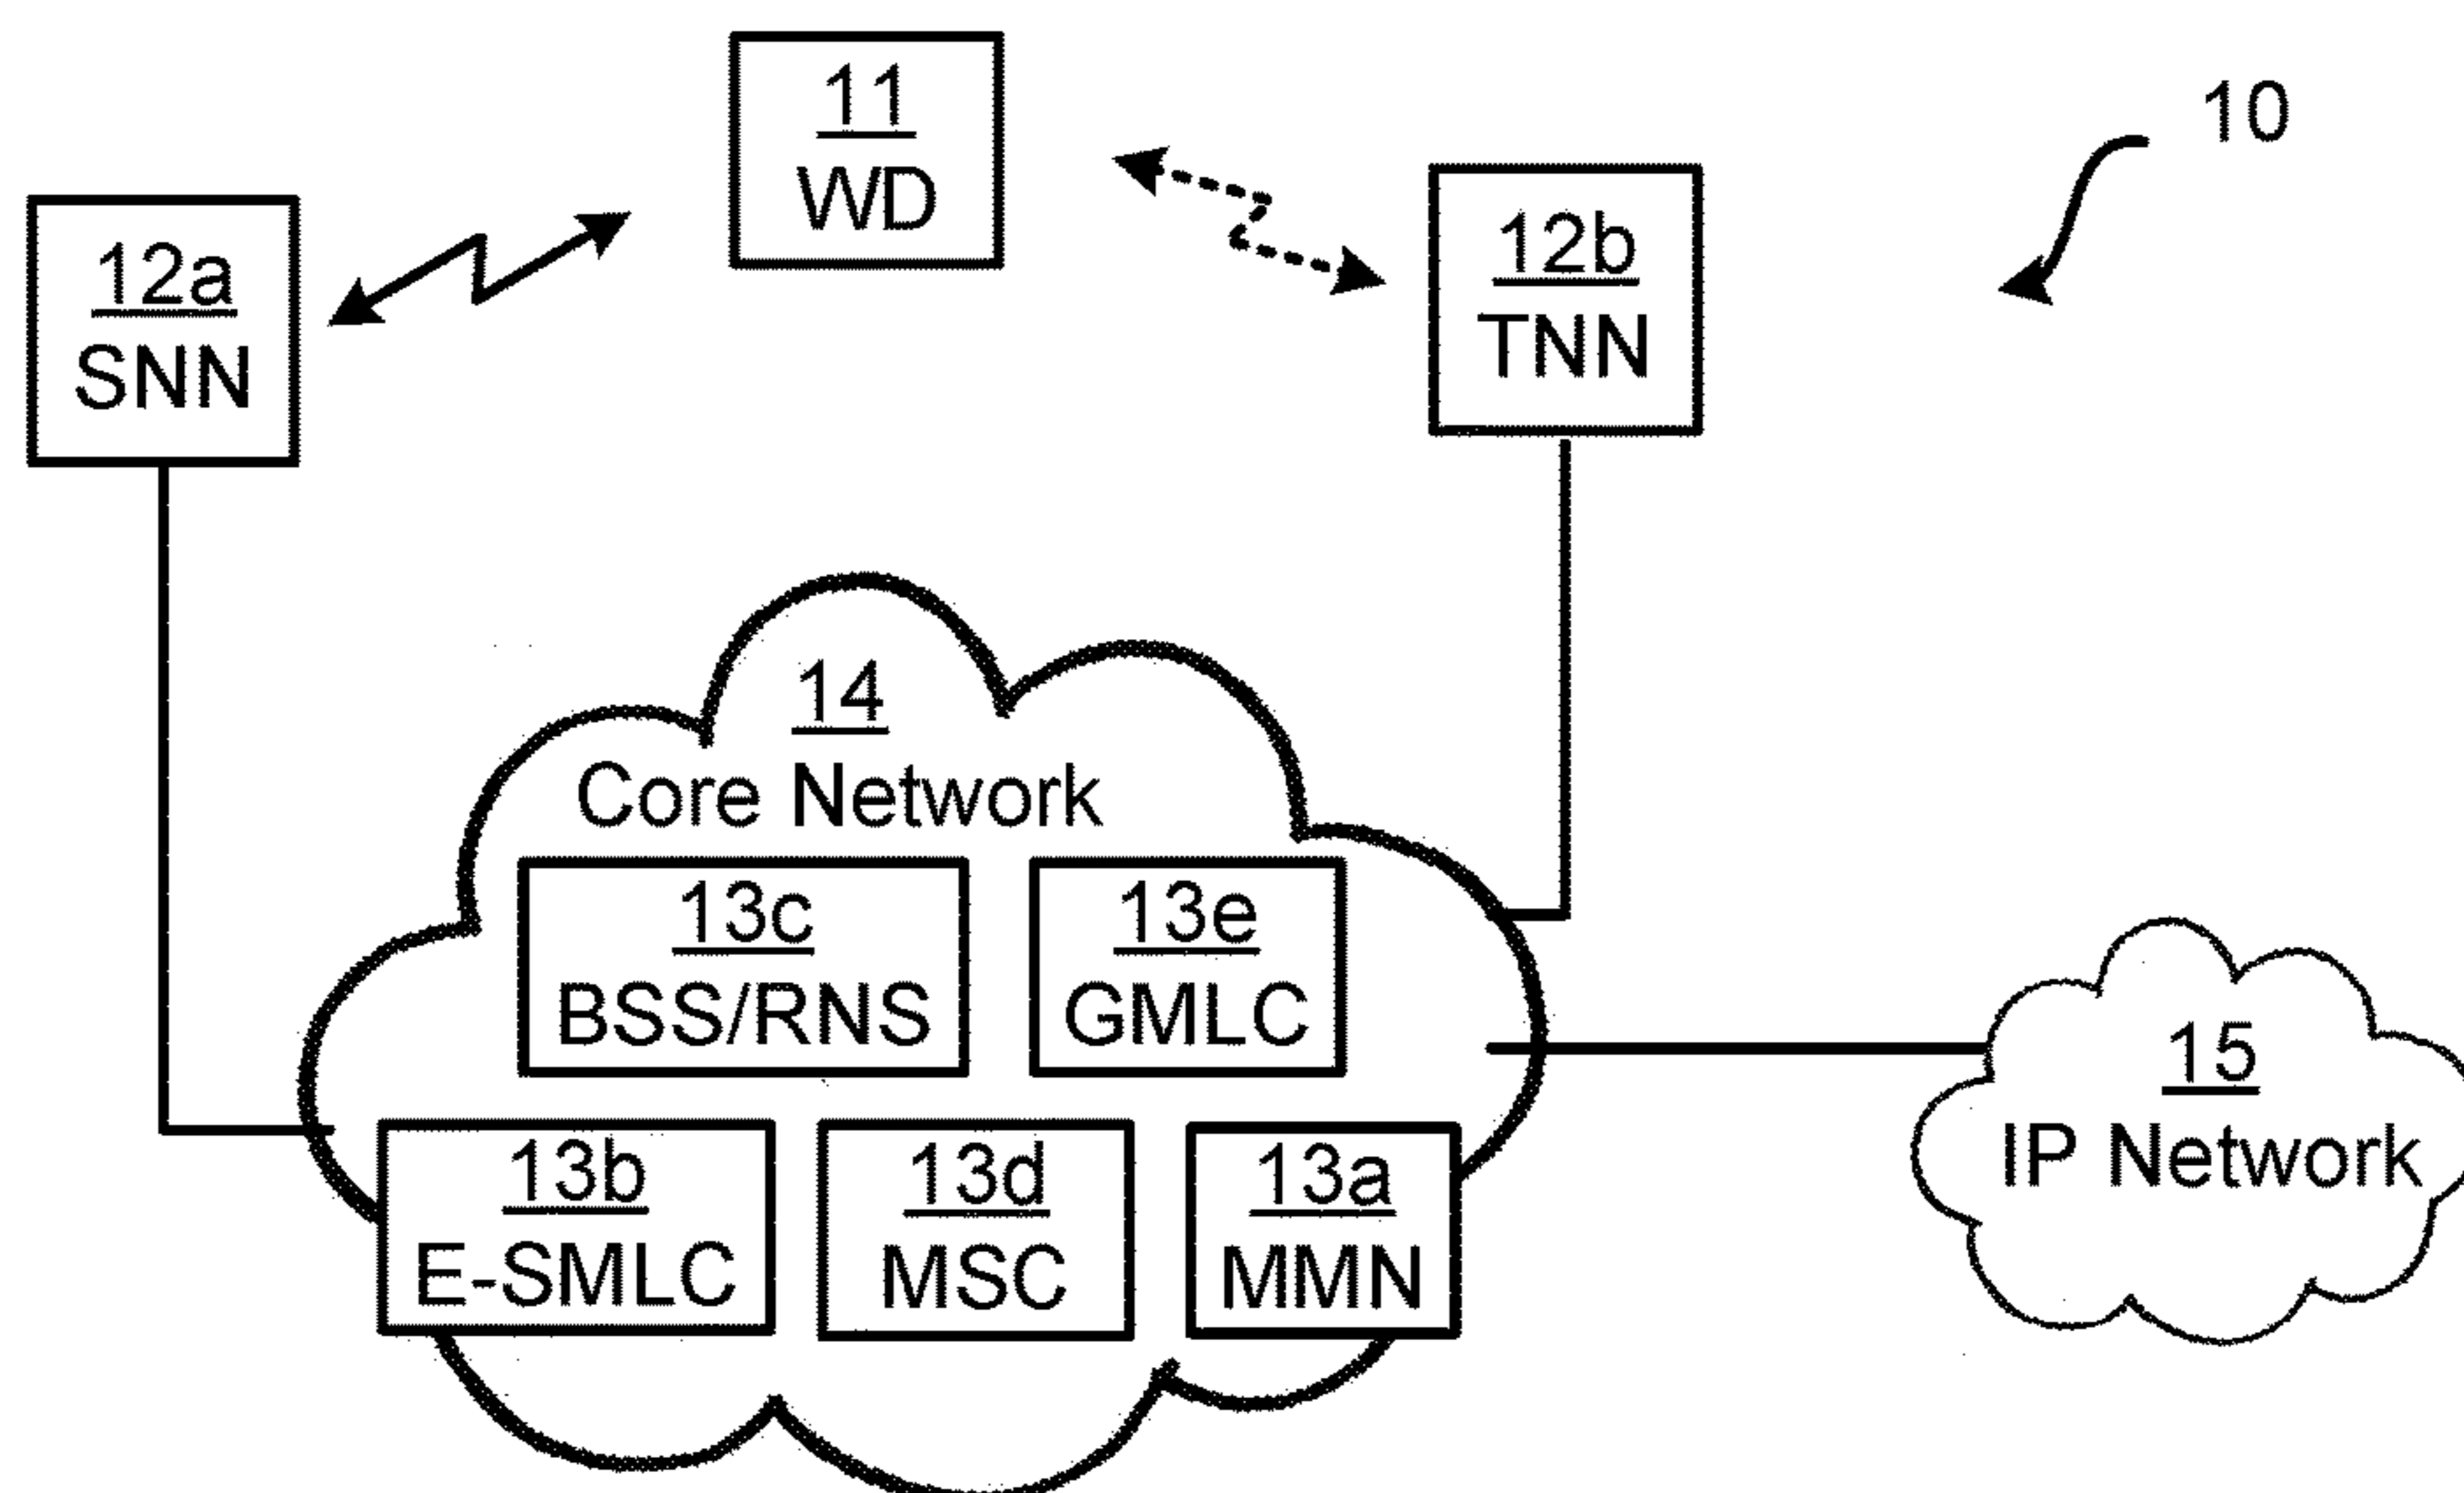 11
WD
10
12a
SNN
12b
TNN
14
Core Network
13c
BSS/RNS
13e
GMLC
15
IP Network
13b
E-SMLC
13d
MSC
13a
MMN